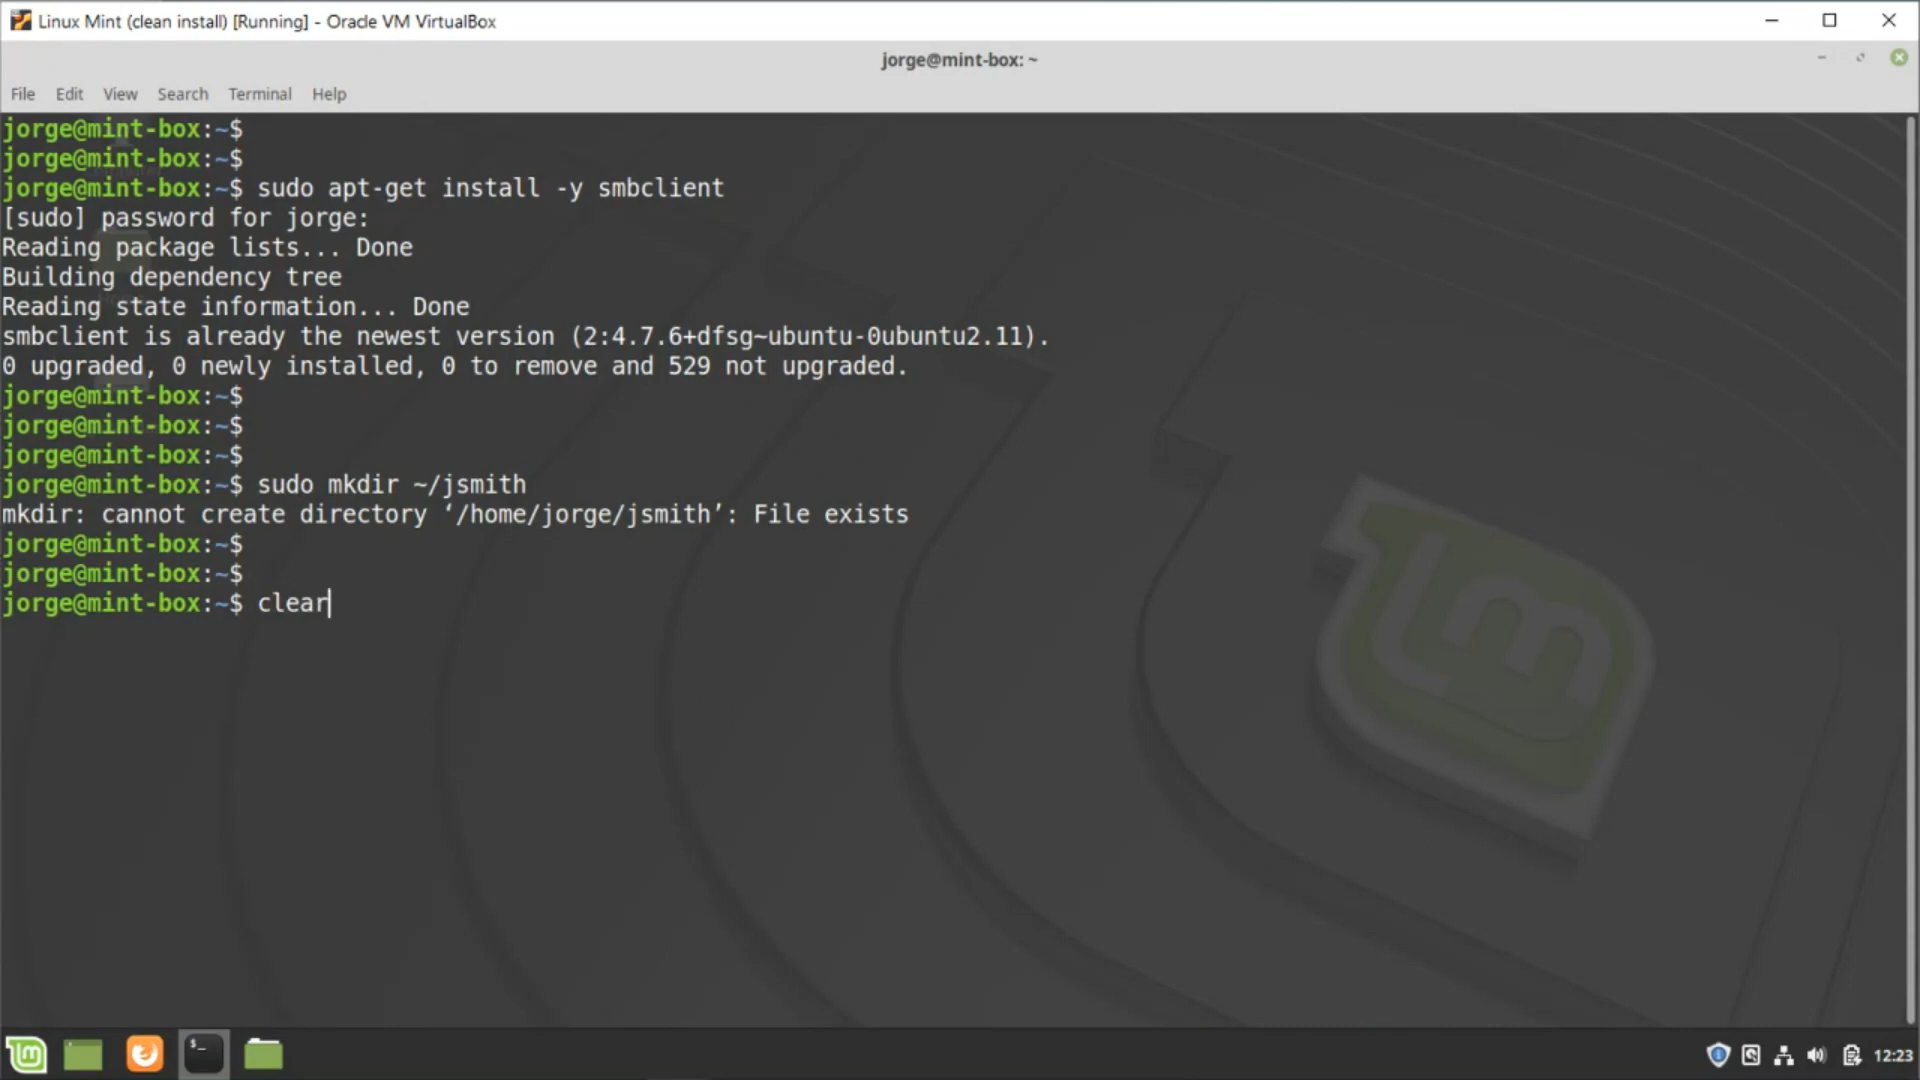 Linux Mint (clean install) [Running] - Oracle VM VirtualBox
jorge@mint-box: ~
File Edit View Search Terminal Help
jorge@mint-box:~$
jorge@mint-box:~$
jorge@mint-box:~$ sudo apt-get install -y smbclient
[sudo] password for jorge:
Reading package lists... Done
Building dependency tree
Reading state information... Done
smbclient is already the newest version (2:4.7.6+dfsg~ubuntu-0ubuntu2.11).
0 upgraded, 0 newly installed, 0 to remove and 529 not upgraded.
jorge@mint-box:~$
jorge@mint-box:~$
jorge@mint-box:~$
jorge@mint-box:~$ sudo mkdir ~/jsmith
mkdir: cannot create directory ‘/home/jorge/jsmith’: File exists
jorge@mint-box:~$
jorge@mint-box:~$
jorge@mint-box:~$ clear
12:23